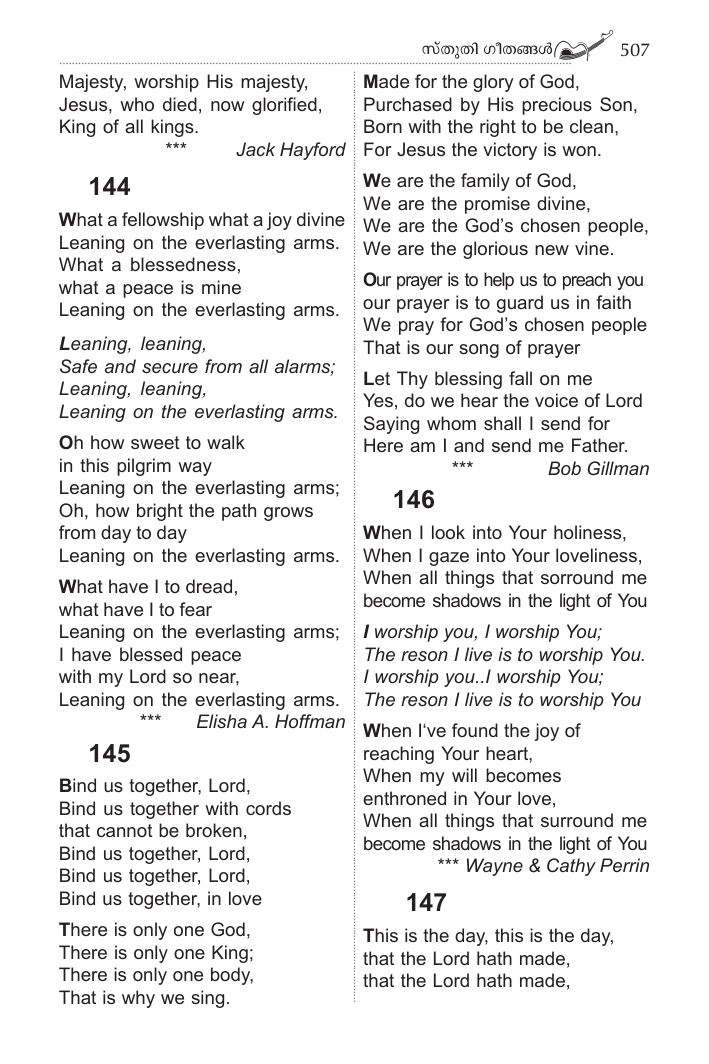 സ്തുതി ഗീതങ്ങൾ 507
Majesty, worship His majesty,
Jesus, who died, now glorified,
King of all kings.
*** Jack Hayford
144
What a fellowship what a joy divine
Leaning on the everlasting arms.
What a blessedness,
what a peace is mine
Leaning on the everlasting arms.
Leaning, leaning,
Safe and secure from all alarms;
Leaning, leaning,
Leaning on the everlasting arms.
Oh how sweet to walk
in this pilgrim way
Leaning on the everlasting arms;
Oh, how bright the path grows
from day to day
Leaning on the everlasting arms.
What have I to dread,
what have I to fear
Leaning on the everlasting arms;
I have blessed peace
with my Lord so near,
Leaning on the everlasting arms.
*** Elisha A. Hoffman
145
Bind us together, Lord,
Bind us together with cords
that cannot be broken,
Bind us together, Lord,
Bind us together, Lord,
Bind us together, in love
There is only one God,
There is only one King;
There is only one body,
That is why we sing.
Made for the glory of God,
Purchased by His precious Son,
Born with the right to be clean,
For Jesus the victory is won.
We are the family of God,
We are the promise divine,
We are the God's chosen people,
We are the glorious new vine.
Our prayer is to help us to preach you
our prayer is to guard us in faith
We pray for God's chosen people
That is our song of prayer
Let Thy blessing fall on me
Yes, do we hear the voice of Lord
Saying whom shall I send for
Here am I and send me Father.
*** Bob Gillman
146
When I look into Your holiness,
When I gaze into Your loveliness,
When all things that sorround me
become shadows in the light of You
I worship you, I worship You;
The reson I live is to worship You.
I worship you..I worship You;
The reson I live is to worship You
When I‘ve found the joy of
reaching Your heart,
When my will becomes
enthroned in Your love,
When all things that surround me
become shadows in the light of You
*** Wayne & Cathy Perrin
147
This is the day, this is the day,
that the Lord hath made,
that the Lord hath made,